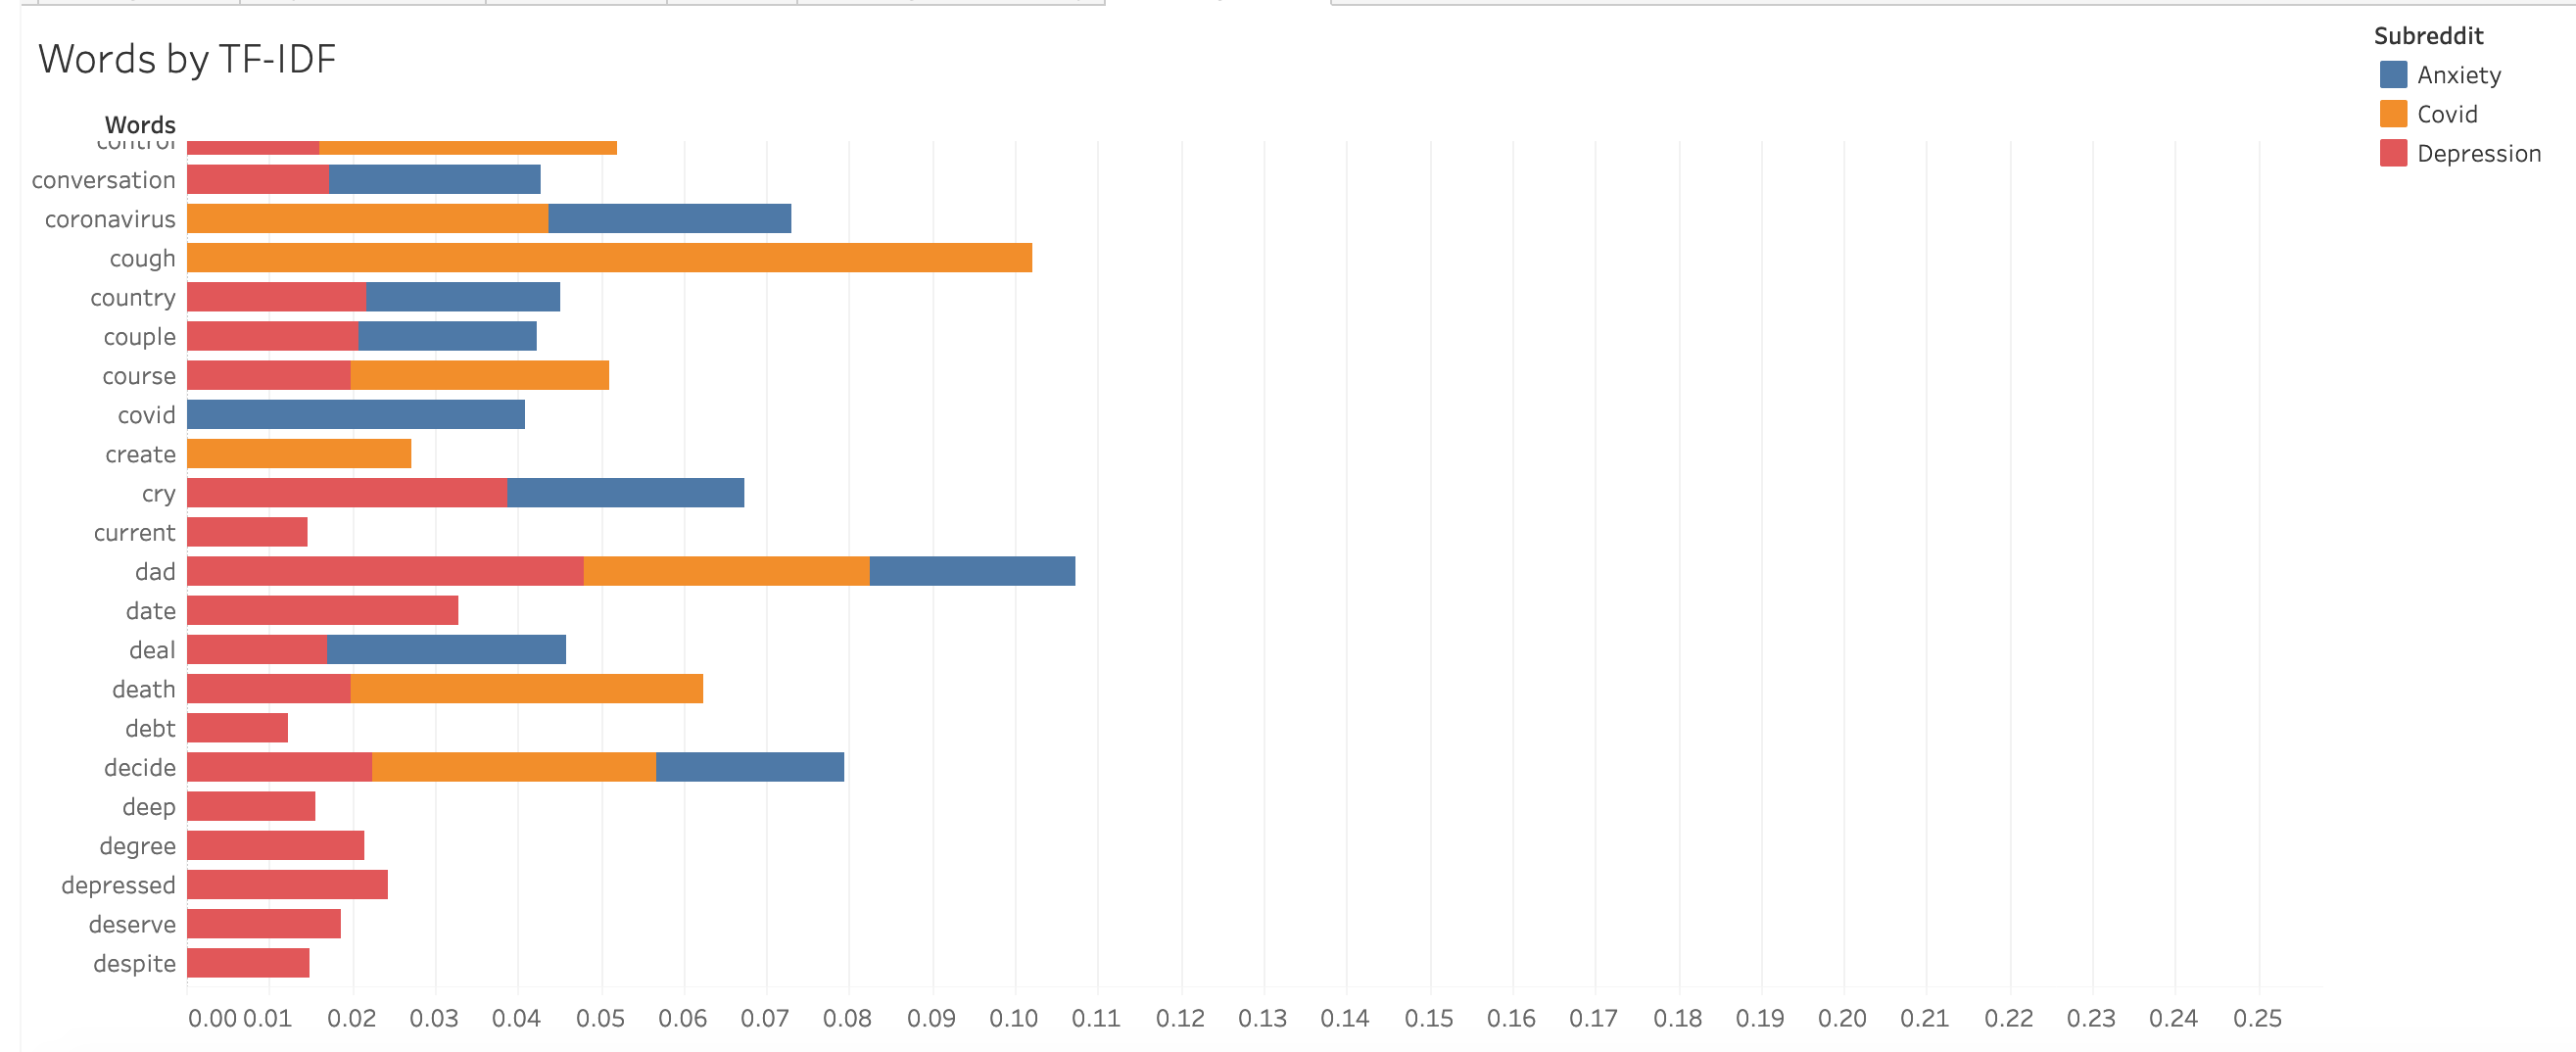 Words by TF-IDF
Subreddit
Anxiety
Covid
Depression
Words
control
conversation
coronavirus
cough
country
couple
course
covid
create
cry
current
dad
date
deal
death
debt
decide
deep
degree
depressed
deserve
despite
0.00 0.01 0.02 0.03 0.04 0.05 0.06 0.07 0.08 0.09 0.10 0.11 0.12 0.13 0.14 0.15 0.16 0.17 0.18 0.19 0.20 0.21 0.22 0.23 0.24 0.25